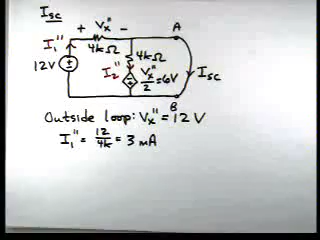 Isc
+ Vx" −
A
I1"
4kΩ
4kΩ
12V
I2"
Vx"/2 = 6V
Isc
B
Outside loop: Vx" = 12 V
I1" = 12/4k = 3 mA